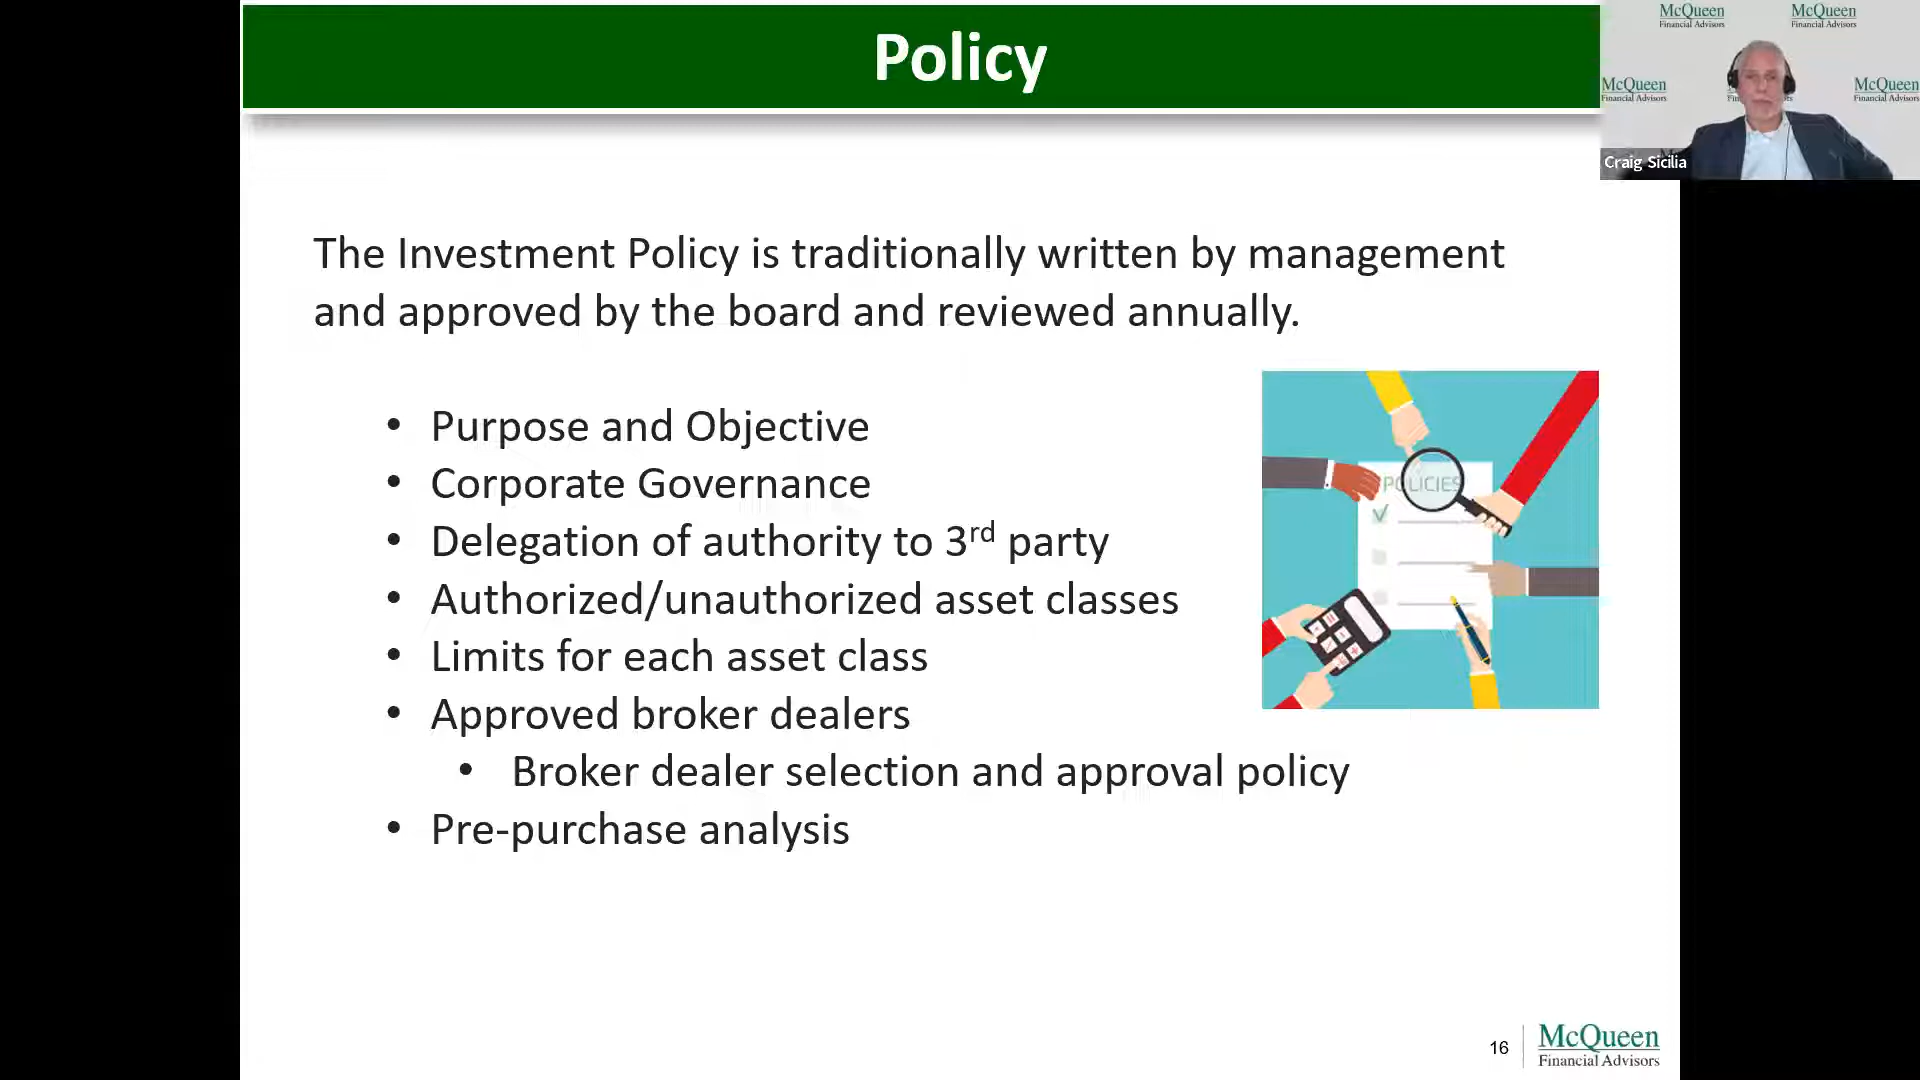 Policy
McQueen
Financial Advisors
McQueen
Financial Advisors
McQueen
Financial Advisors
McQueen
Financial Advisors
Craig Sicilia
The Investment Policy is traditionally written by management
and approved by the board and reviewed annually.
• Purpose and Objective
• Corporate Governance
• Delegation of authority to 3rd party
• Authorized/unauthorized asset classes
• Limits for each asset class
• Approved broker dealers
• Broker dealer selection and approval policy
• Pre-purchase analysis
POLICIES
16
McQueen
Financial Advisors